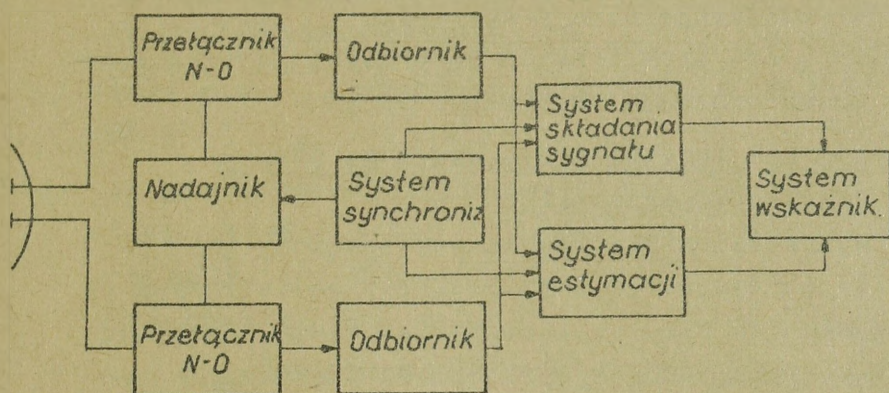 Przełącznik
N-O
Odbiornik
System
składania
sygnału
Nadajnik
System
synchroniz
System
wskaźnik.
System
estymacji
Przełącznik
N-O
Odbiornik